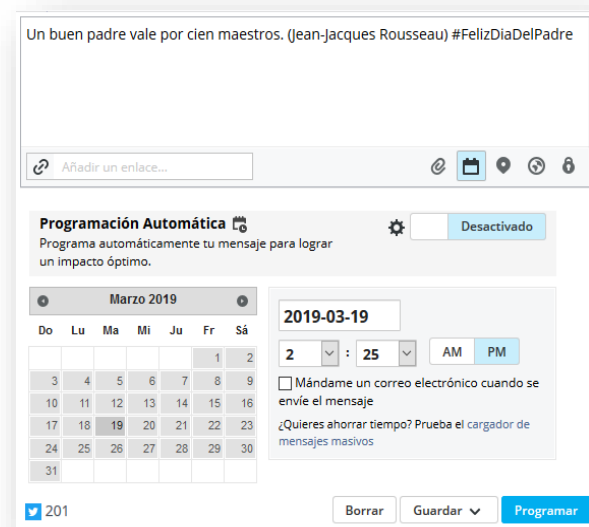 Un buen padre vale por cien maestros. (Jean-Jacques Rousseau) #FelizDiaDelPadre
Añadir un enlace...
Programación Automática
Programa automáticamente tu mensaje para lograr
un impacto óptimo.
Desactivado
Marzo 2019
Do Lu Ma Mi Ju Fr Sá
1 2
3 4 5 6 7 8 9
10 11 12 13 14 15 16
17 18 19 20 21 22 23
24 25 26 27 28 29 30
31
2019-03-19
2 : 25 AM PM
Mándame un correo electrónico cuando se
envíe el mensaje
¿Quieres ahorrar tiempo? Prueba el cargador de
mensajes masivos
201
Borrar Guardar Programar